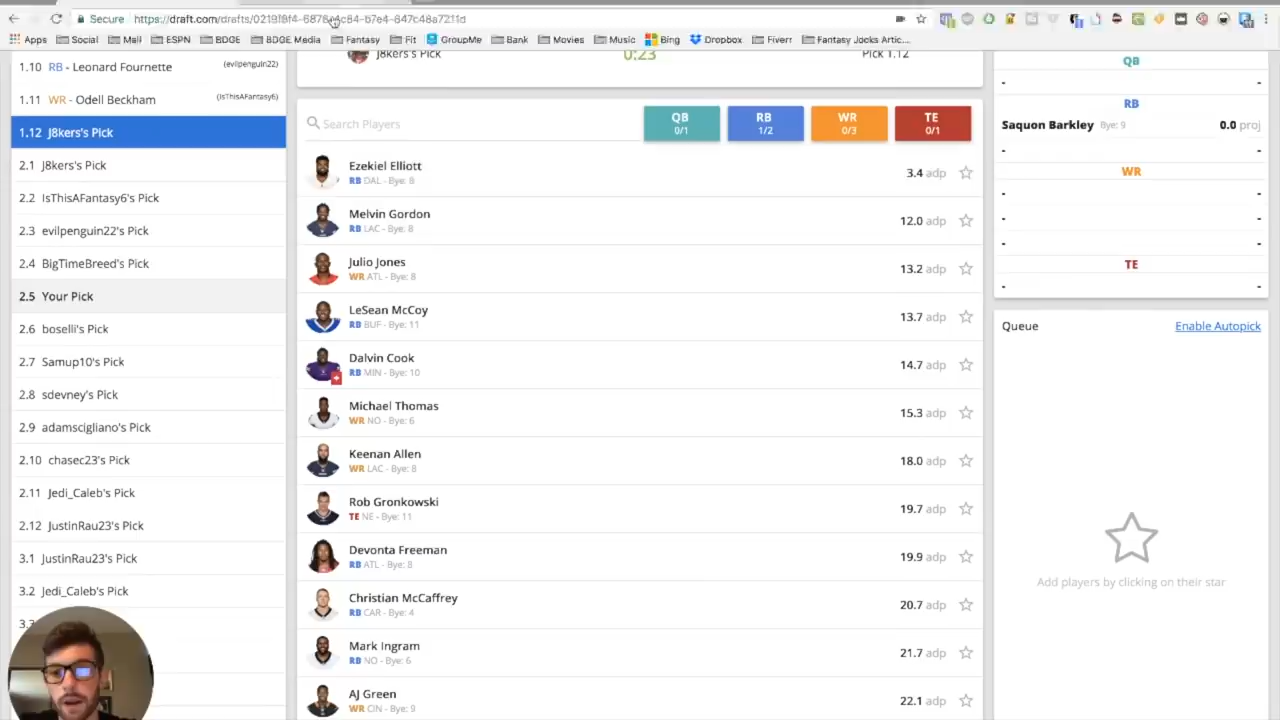 Secure https://draft.com/drafts/0219f9f4-6878-4c84-b7e4-847c48a7211d
Apps Social Mell ESPN BDGE BDGE Media Fantasy Fit GroupMe Bank Movies Music Bing Dropbox Fiverr Fantasy Jocks Artic...
1.10 RB - Leonard Fournette (evilpenguin22)
1.11 WR - Odell Beckham (IsThisAFantasy6)
1.12 J8kers's Pick
2.1 J8kers's Pick
2.2 IsThisAFantasy6's Pick
2.3 evilpenguin22's Pick
2.4 BigTimeBreed's Pick
2.5 Your Pick
2.6 boselli's Pick
2.7 Samup10's Pick
2.8 sdevney's Pick
2.9 adamscigliano's Pick
2.10 chasec23's Pick
2.11 Jedi_Caleb's Pick
2.12 JustinRau23's Pick
3.1 JustinRau23's Pick
3.2 Jedi_Caleb's Pick
J8kers's Pick 0:23 Pick 1.12
Search Players
QB 0/1
RB 1/2
WR 0/3
TE 0/1
Ezekiel Elliott
RB DAL - Bye: 8
3.4 adp
Melvin Gordon
RB LAC - Bye: 8
12.0 adp
Julio Jones
WR ATL - Bye: 8
13.2 adp
LeSean McCoy
RB BUF - Bye: 11
13.7 adp
Dalvin Cook
RB MIN - Bye: 10
14.7 adp
Michael Thomas
WR NO - Bye: 6
15.3 adp
Keenan Allen
WR LAC - Bye: 8
18.0 adp
Rob Gronkowski
TE NE - Bye: 11
19.7 adp
Devonta Freeman
RB ATL - Bye: 8
19.9 adp
Christian McCaffrey
RB CAR - Bye: 4
20.7 adp
Mark Ingram
RB NO - Bye: 6
21.7 adp
AJ Green
WR CIN - Bye: 9
22.1 adp
QB
- -
RB
Saquon Barkley Bye: 9 0.0 proj
- -
WR
- -
- -
- -
TE
- -
Queue Enable Autopick
Add players by clicking on their star